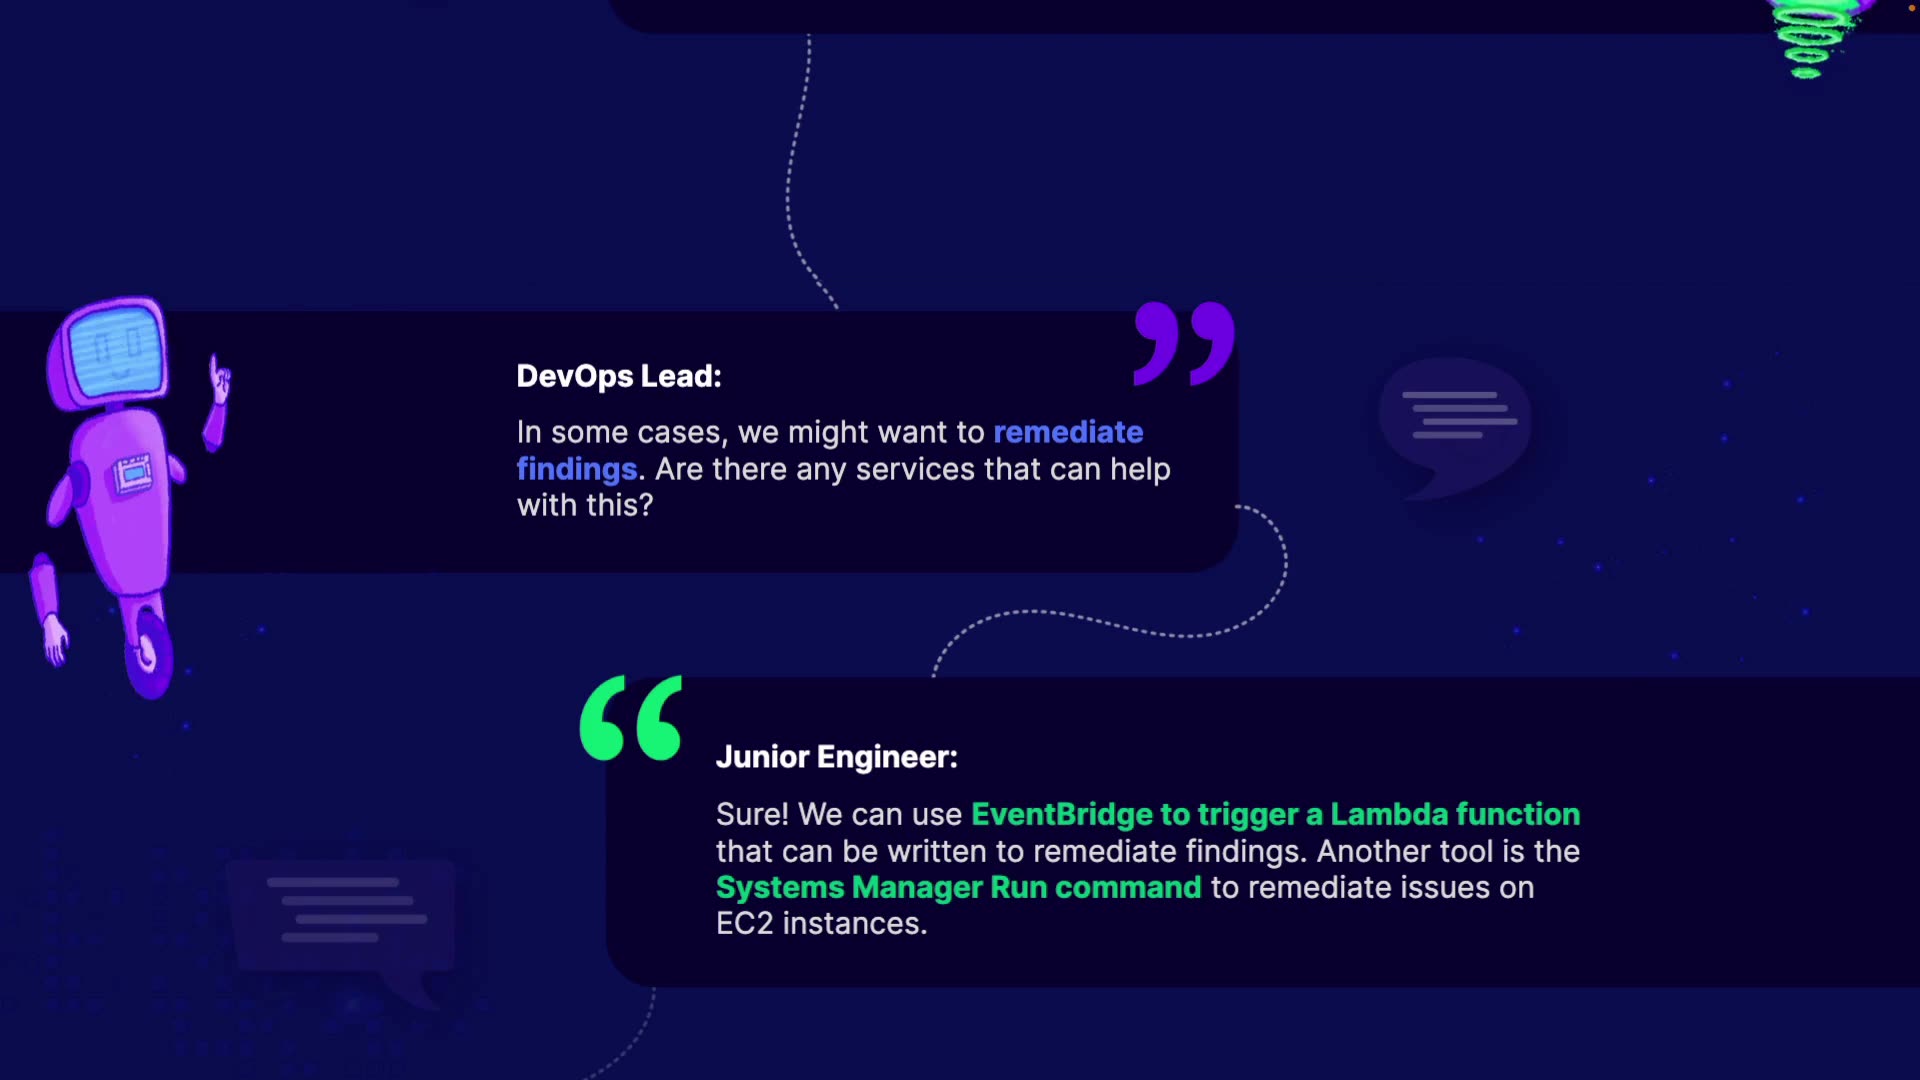 DevOps Lead:
In some cases, we might want to remediate
findings. Are there any services that can help
with this?
Junior Engineer:
Sure! We can use EventBridge to trigger a Lambda function
that can be written to remediate findings. Another tool is the
Systems Manager Run command to remediate issues on
EC2 instances.